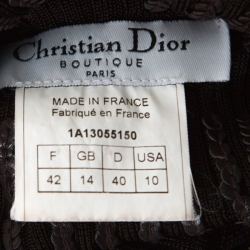 Christian Dior
BOUTIQUE
PARIS
MADE IN FRANCE
Fabriqué en France
1A13055150
F GB D USA
42 14 40 10